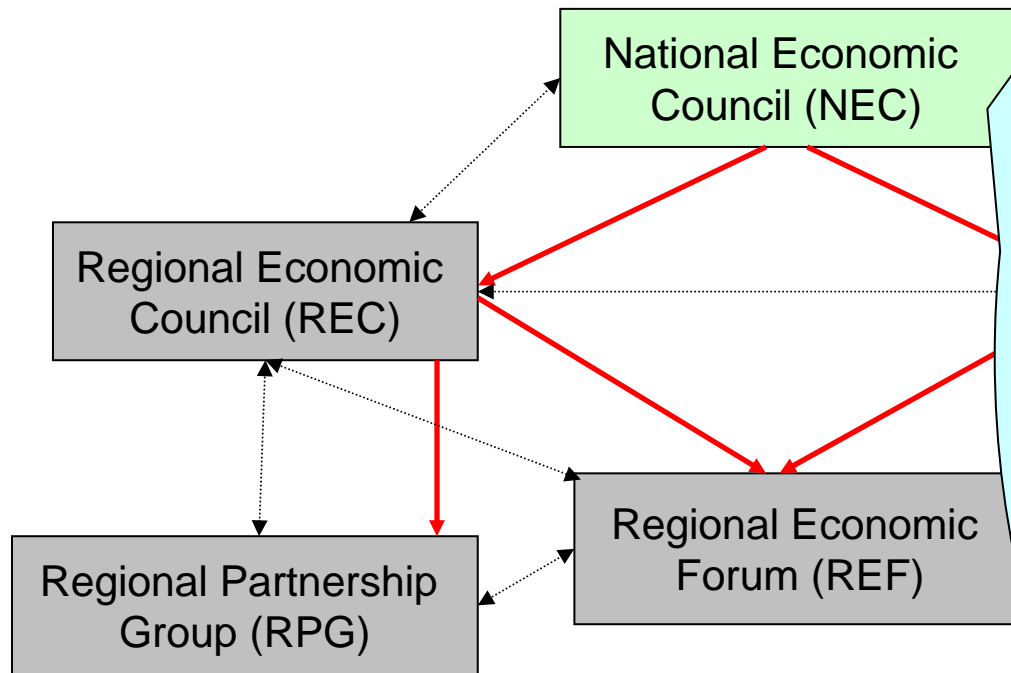 National Economic
Council (NEC)
Regional Economic
Council (REC)
Regional Economic
Forum (REF)
Regional Partnership
Group (RPG)